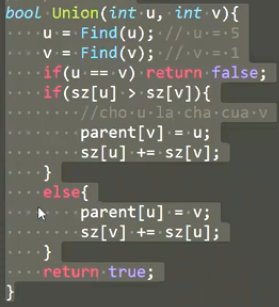 bool Union(int u, int v){
    u = Find(u); // u = 5
    v = Find(v); // v = 1
    if(u == v) return false;
    if(sz[u] > sz[v]){
        //cho u la cha cua v
        parent[v] = u;
        sz[u] += sz[v];
    }
    else{
        parent[u] = v;
        sz[v] += sz[u];
    }
    return true;
}